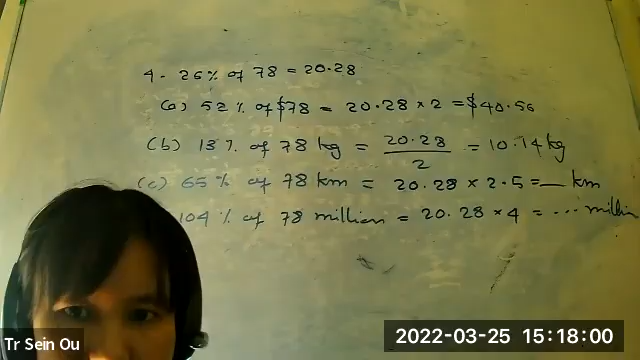 4. 26% of 78 = 20.28
(a) 52% of $78 = 20.28 × 2 = $40.56
(b) 13% of 78 kg = 20.28/2 = 10.14 kg
(c) 65% of 78 km = 20.28 × 2.5 = __ km
104% of 78 million = 20.28 × 4 = ... million
Tr Sein Ou
2022-03-25 15:18:00